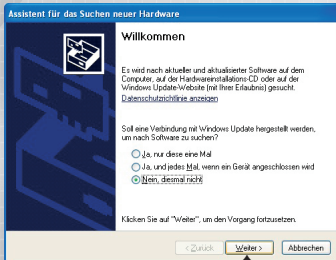 Assistent für das Suchen neuer Hardware
Willkommen
Es wird nach aktueller und aktualisierter Software auf dem
Computer, auf der Hardwareinstallations-CD oder auf der
Windows Update-Website (mit Ihrer Erlaubnis) gesucht.
Datenschutzrichtlinie anzeigen
Soll eine Verbindung mit Windows Update hergestellt werden,
um nach Software zu suchen?
Ja, nur diese eine Mal
Ja, und jedes Mal, wenn ein Gerät angeschlossen wird
Nein, diesmal nicht
Klicken Sie auf "Weiter", um den Vorgang fortzusetzen.
< Zurück
Weiter >
Abbrechen